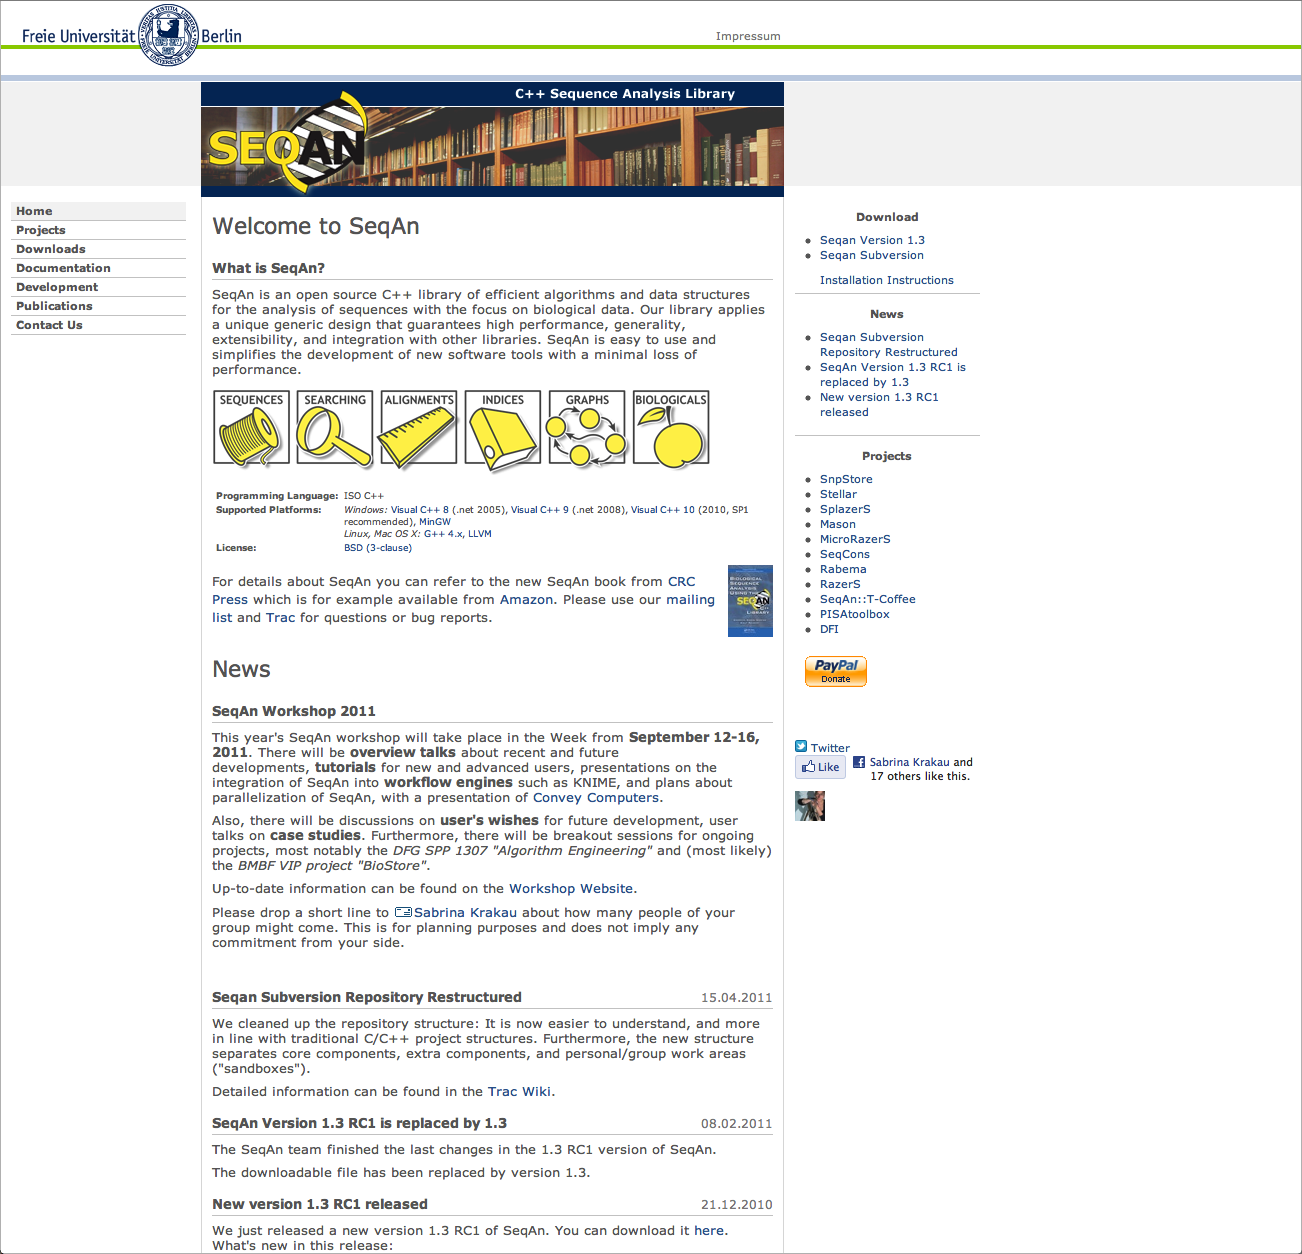 Freie Universität Berlin
Impressum
C++ Sequence Analysis Library
SEQAN
Home
Projects
Downloads
Documentation
Development
Publications
Contact Us
Welcome to SeqAn
What is SeqAn?
SeqAn is an open source C++ library of efficient algorithms and data structures
for the analysis of sequences with the focus on biological data. Our library applies
a unique generic design that guarantees high performance, generality,
extensibility, and integration with other libraries. SeqAn is easy to use and
simplifies the development of new software tools with a minimal loss of
performance.
SEQUENCES SEARCHING ALIGNMENTS INDICES GRAPHS BIOLOGICALS
Programming Language: ISO C++
Supported Platforms: Windows: Visual C++ 8 (.net 2005), Visual C++ 9 (.net 2008), Visual C++ 10 (2010, SP1
recommended), MinGW
Linux, Mac OS X: G++ 4.x, LLVM
License: BSD (3-clause)
For details about SeqAn you can refer to the new SeqAn book from CRC
Press which is for example available from Amazon. Please use our mailing
list and Trac for questions or bug reports.
BIOLOGICAL
SEQUENCE
ANALYSIS
USING THE
SEQAN
C++
LIBRARY
News
SeqAn Workshop 2011
This year's SeqAn workshop will take place in the Week from September 12-16,
2011. There will be overview talks about recent and future
developments, tutorials for new and advanced users, presentations on the
integration of SeqAn into workflow engines such as KNIME, and plans about
parallelization of SeqAn, with a presentation of Convey Computers.
Also, there will be discussions on user's wishes for future development, user
talks on case studies. Furthermore, there will be breakout sessions for ongoing
projects, most notably the DFG SPP 1307 "Algorithm Engineering" and (most likely)
the BMBF VIP project "BioStore".
Up-to-date information can be found on the Workshop Website.
Please drop a short line to Sabrina Krakau about how many people of your
group might come. This is for planning purposes and does not imply any
commitment from your side.
Seqan Subversion Repository Restructured 15.04.2011
We cleaned up the repository structure: It is now easier to understand, and more
in line with traditional C/C++ project structures. Furthermore, the new structure
separates core components, extra components, and personal/group work areas
("sandboxes").
Detailed information can be found in the Trac Wiki.
SeqAn Version 1.3 RC1 is replaced by 1.3 08.02.2011
The SeqAn team finished the last changes in the 1.3 RC1 version of SeqAn.
The downloadable file has been replaced by version 1.3.
New version 1.3 RC1 released 21.12.2010
We just released a new version 1.3 RC1 of SeqAn. You can download it here.
What's new in this release:
Download
Seqan Version 1.3
Seqan Subversion
Installation Instructions
News
Seqan Subversion
Repository Restructured
SeqAn Version 1.3 RC1 is
replaced by 1.3
New version 1.3 RC1
released
Projects
SnpStore
Stellar
SplazerS
Mason
MicroRazerS
SeqCons
Rabema
RazerS
SeqAn::T-Coffee
PISAtoolbox
DFI
PayPal
Donate
Twitter
Like
Sabrina Krakau and
17 others like this.